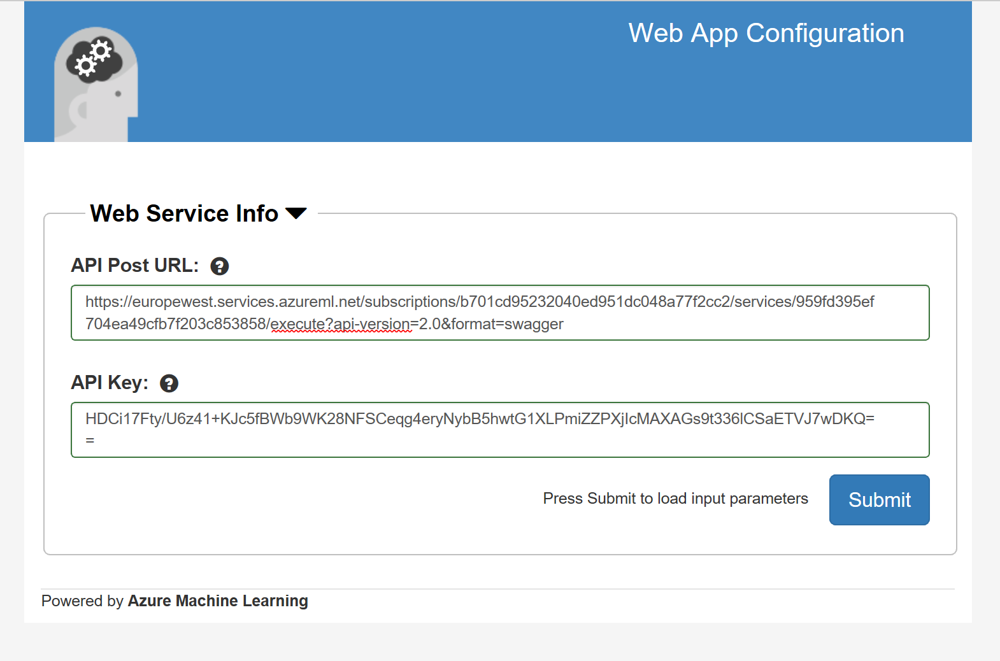 Web App Configuration
Web Service Info
API Post URL: ?
https://europewest.services.azureml.net/subscriptions/b701cd95232040ed951dc048a77f2cc2/services/959fd395ef
704ea49cfb7f203c853858/execute?api-version=2.0&format=swagger
API Key: ?
HDCi17Fty/U6z41+KJc5fBWb9WK28NFSCeqg4eryNybB5hwtG1XLPmiZZPXjIcMAXAGs9t336lCSaETVJ7wDKQ=
=
Press Submit to load input parameters
Submit
Powered by Azure Machine Learning